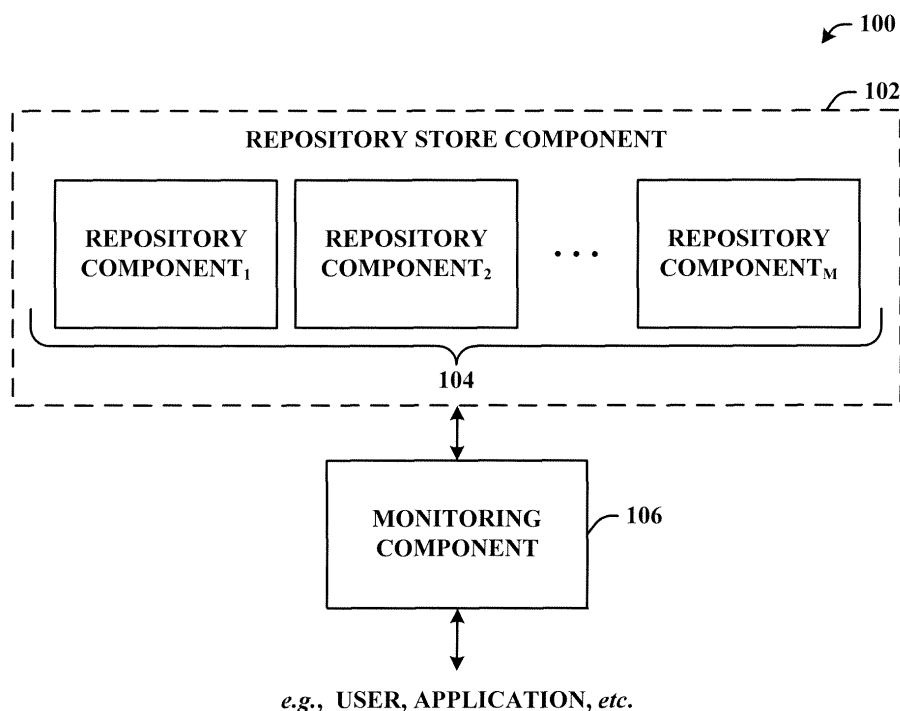 100
102
REPOSITORY STORE COMPONENT
REPOSITORY COMPONENT₁
REPOSITORY COMPONENT₂
. . .
REPOSITORY COMPONENTM
104
MONITORING COMPONENT
106
e.g., USER, APPLICATION, etc.